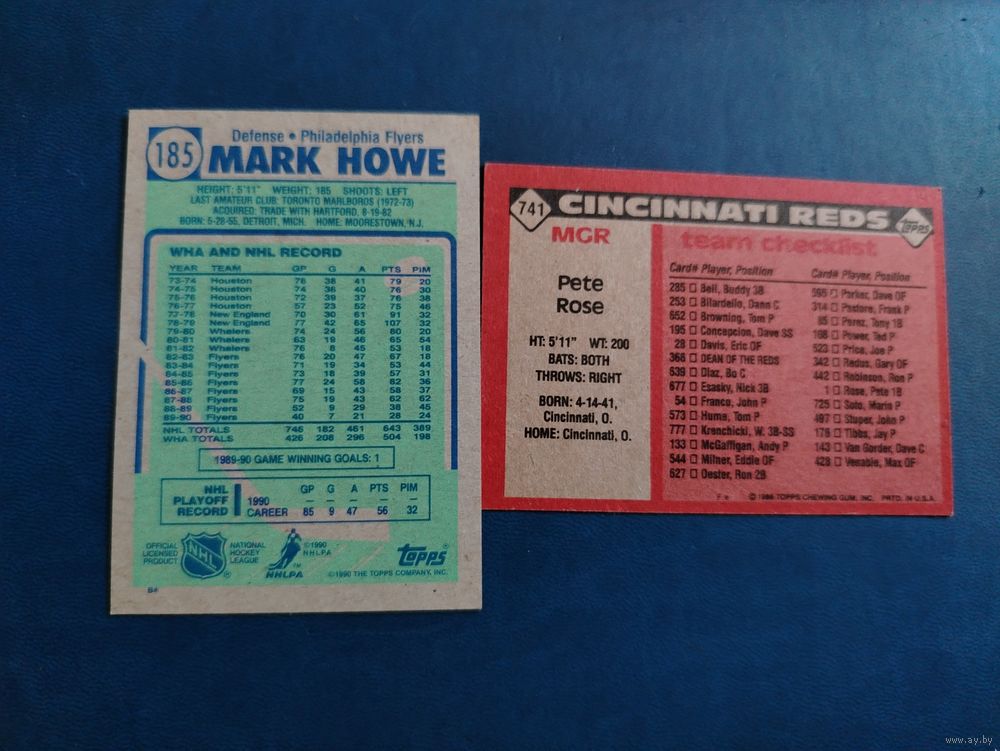 185
Defense • Philadelphia Flyers
MARK HOWE
HEIGHT: 5'11" WEIGHT: 185 SHOOTS: LEFT
LAST AMATEUR CLUB: TORONTO MARLBOROS (1972-73)
ACQUIRED: TRADE WITH HARTFORD, 8-19-82
BORN: 5-28-55, DETROIT, MICH. HOME: MOORESTOWN, N.J.
WHA AND NHL RECORD
YEAR TEAM GP G A PTS PIM
73-74 Houston 76 38 41 79 20
74-75 Houston 74 36 40 76 30
75-76 Houston 72 39 37 76 38
76-77 Houston 57 23 52 75 46
77-78 New England 70 30 61 91 32
78-79 New England 77 42 65 107 32
79-80 Whalers 74 24 56 80 20
80-81 Whalers 63 19 46 65 54
81-82 Whalers 76 8 45 53 18
82-83 Flyers 76 20 47 67 18
83-84 Flyers 71 19 34 53 44
84-85 Flyers 73 18 39 57 31
85-86 Flyers 77 24 58 82 36
86-87 Flyers 69 15 43 58 37
87-88 Flyers 75 19 43 62 62
88-89 Flyers 52 9 29 38 45
89-90 Flyers 40 7 21 28 24
NHL TOTALS 746 182 461 643 389
WHA TOTALS 426 208 296 504 198
1989-90 GAME WINNING GOALS: 1
NHL PLAYOFF RECORD
GP G A PTS PIM
1990 – – – – –
CAREER 85 9 47 56 32
OFFICIAL LICENSED PRODUCT
NHL
®
NATIONAL HOCKEY LEAGUE
NHLPA
™
©1990 NHLPA
topps®
©1990 THE TOPPS COMPANY, INC.
B*
741
CINCINNATI REDS
TOPPS
MGR
Pete
Rose
HT: 5'11" WT: 200
BATS: BOTH
THROWS: RIGHT
BORN: 4-14-41,
Cincinnati, O.
HOME: Cincinnati, O.
team checklist
Card# Player, Position
285 Bell, Buddy 3B
253 Bilardello, Dann C
652 Browning, Tom P
195 Concepcion, Dave SS
28 Davis, Eric OF
366 DEAN OF THE REDS
639 Diaz, Bo C
677 Esasky, Nick 3B
54 Franco, John P
573 Hume, Tom P
777 Krenchicki, W. 3B-SS
133 McGaffigan, Andy P
544 Milner, Eddie OF
627 Oester, Ron 2B
Card# Player, Position
595 Parker, Dave OF
314 Pastore, Frank P
85 Perez, Tony 1B
198 Power, Ted P
523 Price, Joe P
342 Redus, Gary OF
442 Robinson, Ron P
1 Rose, Pete 1B
725 Soto, Mario P
497 Stuper, John P
176 Tibbs, Jay P
143 Van Gorder, Dave C
428 Venable, Max OF
© 1986 TOPPS CHEWING GUM, INC. PRTD. IN U.S.A.
www.ay.by